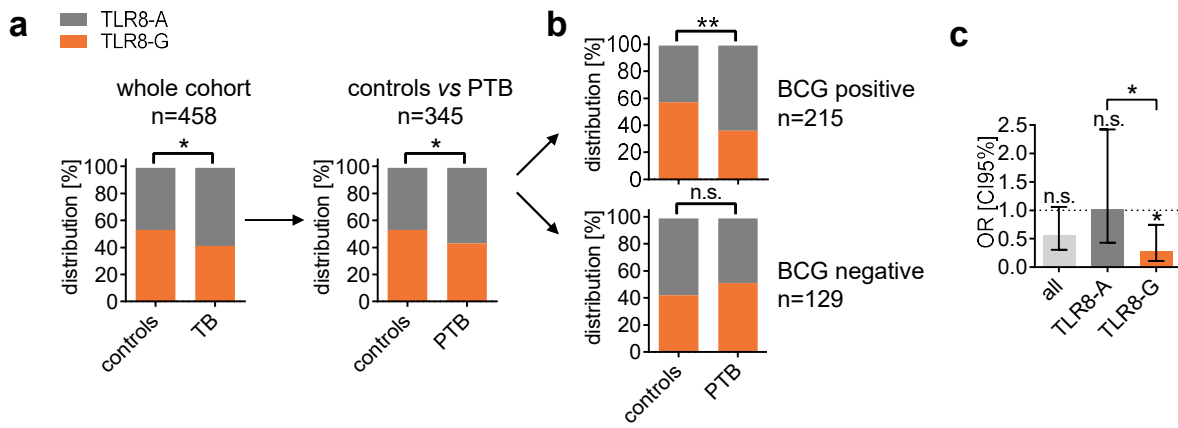 a
TLR8-A
TLR8-G
whole cohort
n=458
*
distribution [%]
100
80
60
40
20
0
controls
TB
controls vs PTB
n=345
*
distribution [%]
100
80
60
40
20
0
controls
PTB
b
**
distribution [%]
100
80
60
40
20
0
BCG positive
n=215
n.s.
distribution [%]
100
80
60
40
20
0
controls
PTB
BCG negative
n=129
c
*
n.s.
n.s.
*
OR [CI95%]
2.5
2.0
1.5
1.0
0.5
0.0
all
TLR8-A
TLR8-G